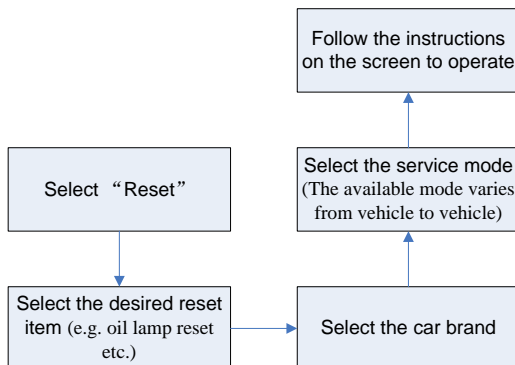 Follow the instructions
on the screen to operate
Select “Reset”
Select the service mode
(The available mode varies
from vehicle to vehicle)
Select the desired reset
item (e.g. oil lamp reset
etc.)
Select the car brand